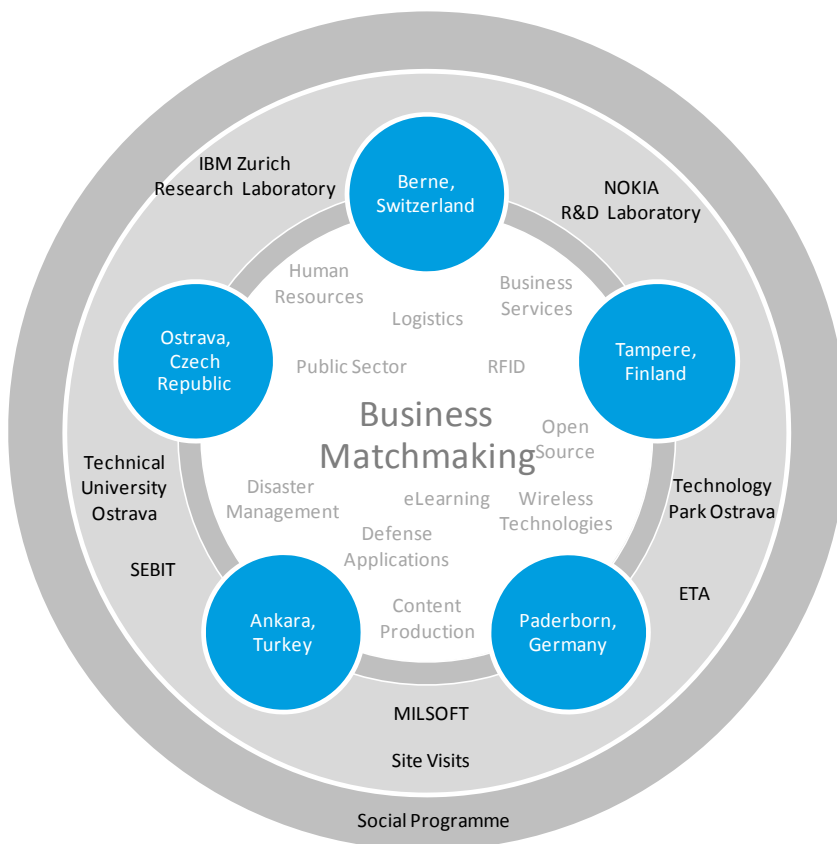 IBM Zurich
Research Laboratory
Berne,
Switzerland
NOKIA
R&D Laboratory
Human
Resources
Business
Services
Logistics
Ostrava,
Czech
Republic
Public Sector
RFID
Tampere,
Finland
Business
Matchmaking
Open
Source
Technical
University
Ostrava
Disaster
Management
eLearning
Wireless
Technologies
Technology
Park Ostrava
Defense
Applications
SEBIT
ETA
Ankara,
Turkey
Content
Production
Paderborn,
Germany
MILSOFT
Site Visits
Social Programme